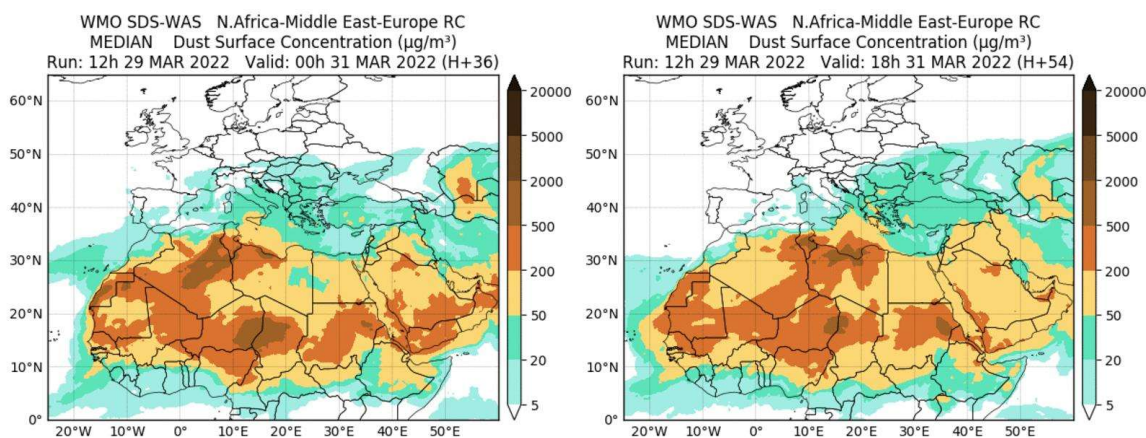 WMO SDS-WAS N.Africa-Middle East-Europe RC
MEDIAN Dust Surface Concentration (µg/m³)
Run: 12h 29 MAR 2022 Valid: 00h 31 MAR 2022 (H+36)
60°N
50°N
40°N
30°N
20°N
10°N
0°
20°W
10°W
0°
10°E
20°E
30°E
40°E
50°E
20000
5000
2000
500
200
50
20
5
WMO SDS-WAS N.Africa-Middle East-Europe RC
MEDIAN Dust Surface Concentration (µg/m³)
Run: 12h 29 MAR 2022 Valid: 18h 31 MAR 2022 (H+54)
60°N
50°N
40°N
30°N
20°N
10°N
0°
20°W
10°W
0°
10°E
20°E
30°E
40°E
50°E
20000
5000
2000
500
200
50
20
5